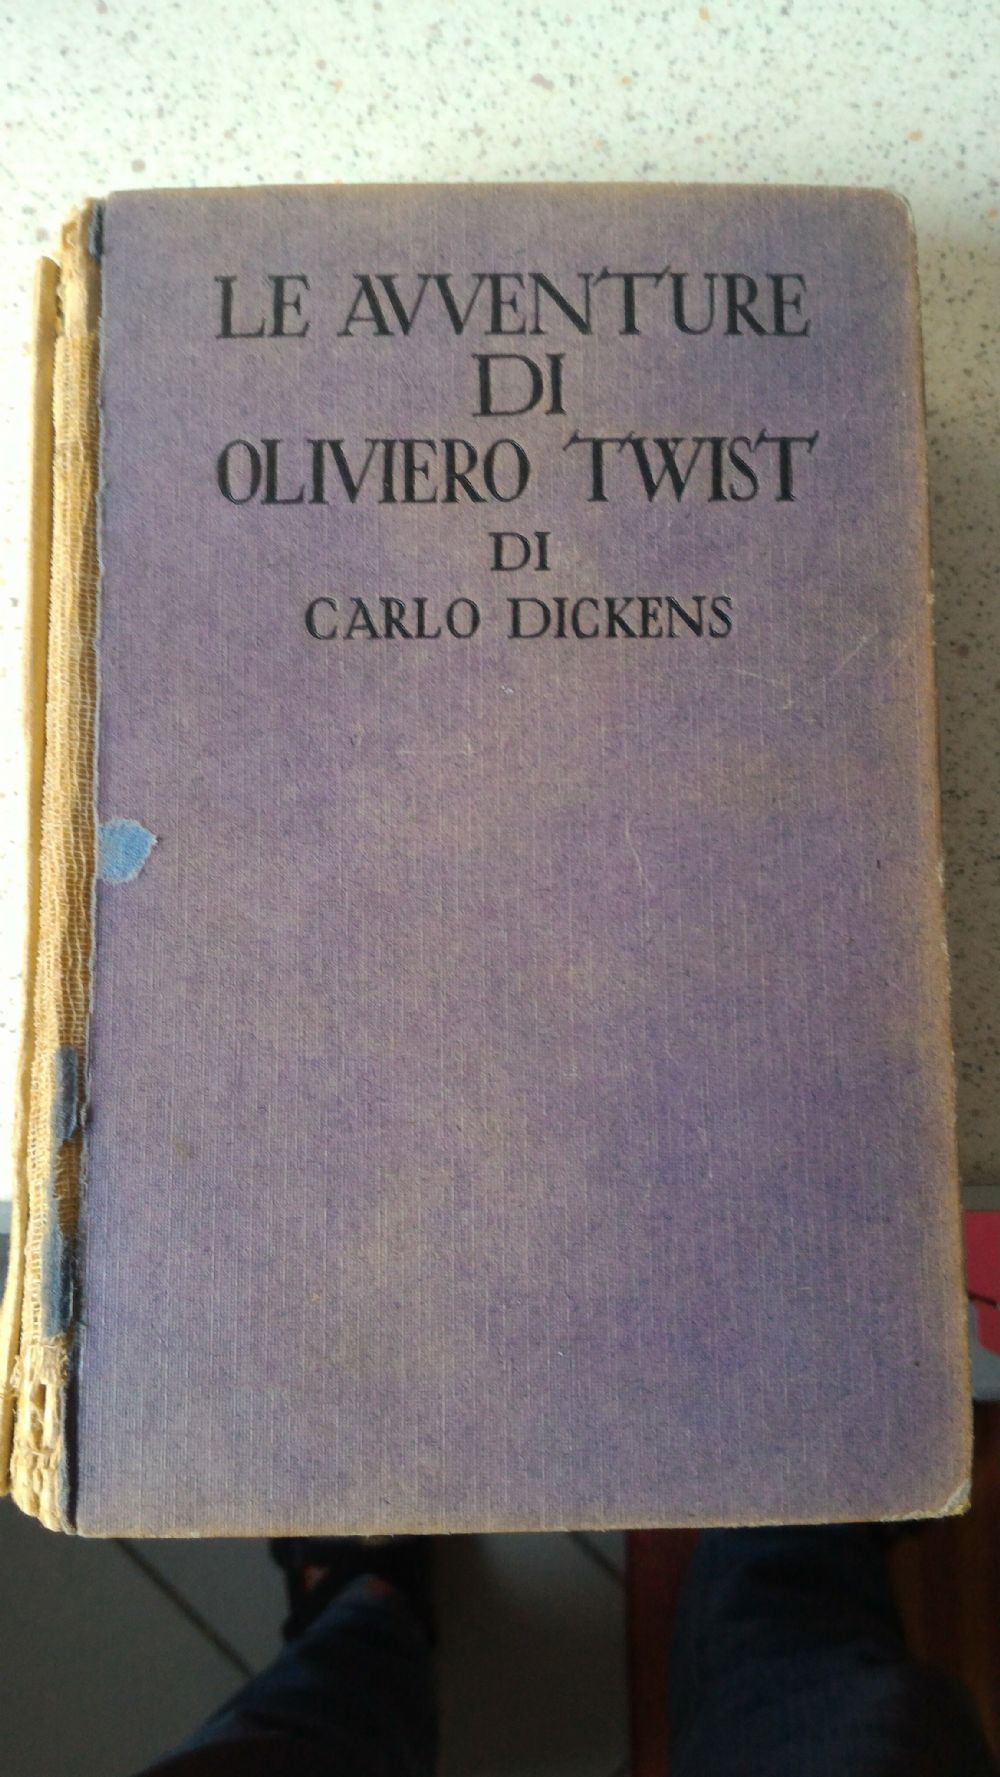 LE AVVENTURE
DI
OLIVIERO TWIST
DI
CARLO DICKENS